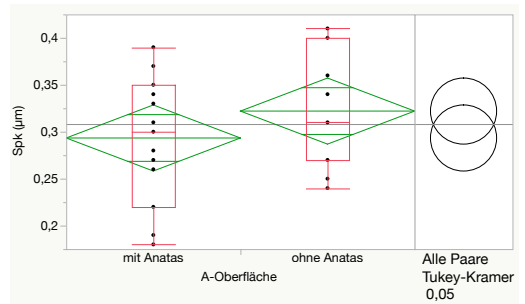 0,4
0,35
0,3
0,25
0,2
Spk (µm)
mit Anatas
ohne Anatas
A-Oberfläche
Alle Paare
Tukey-Kramer
0,05